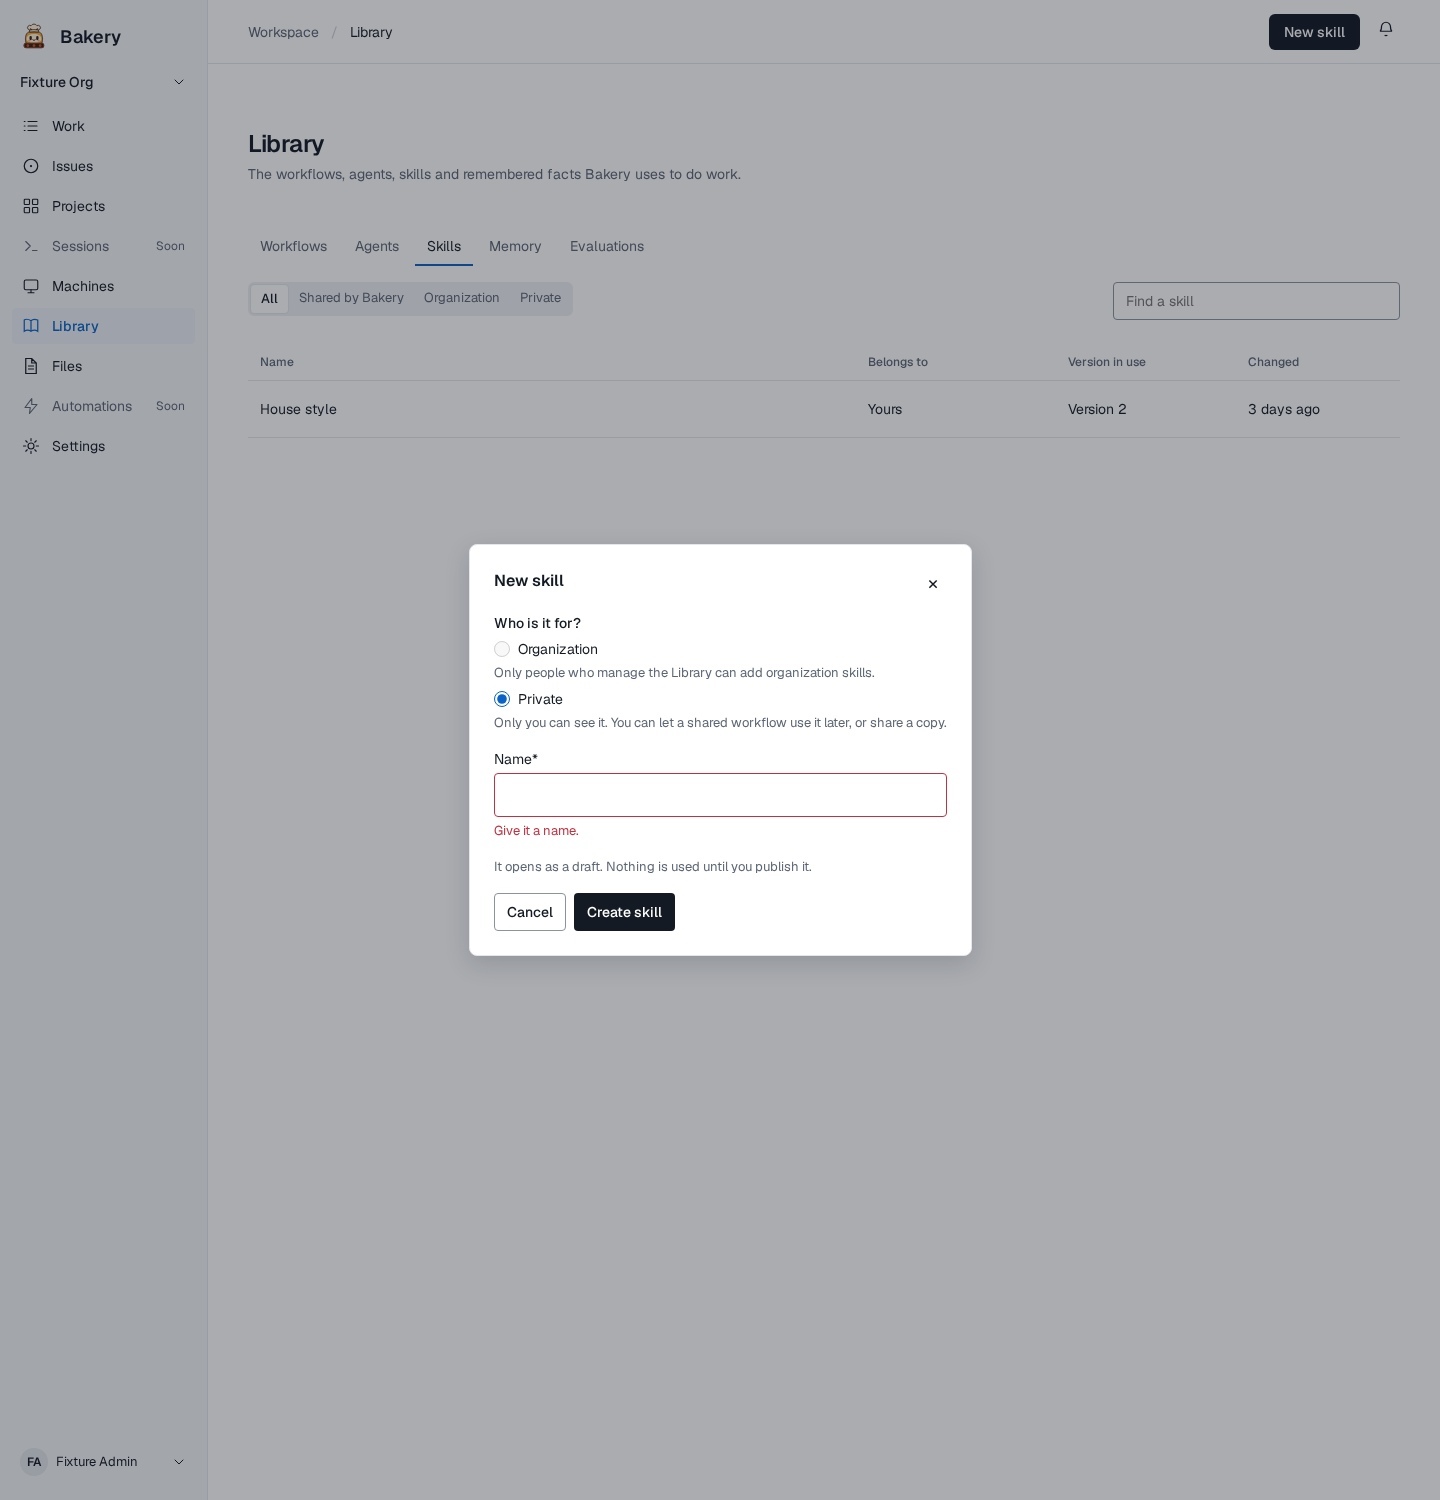 Bakery
Workspace / Library
New skill
Fixture Org
Work
Issues
Projects
Sessions Soon
Machines
Library
Files
Automations Soon
Settings
Library
The workflows, agents, skills and remembered facts Bakery uses to do work.
Workflows Agents Skills Memory Evaluations
All Shared by Bakery Organization Private
Find a skill
Name Belongs to Version in use Changed
House style Yours Version 2 3 days ago
New skill
Who is it for?
Organization
Only people who manage the Library can add organization skills.
Private
Only you can see it. You can let a shared workflow use it later, or share a copy.
Name*
Give it a name.
It opens as a draft. Nothing is used until you publish it.
Cancel Create skill
FA Fixture Admin